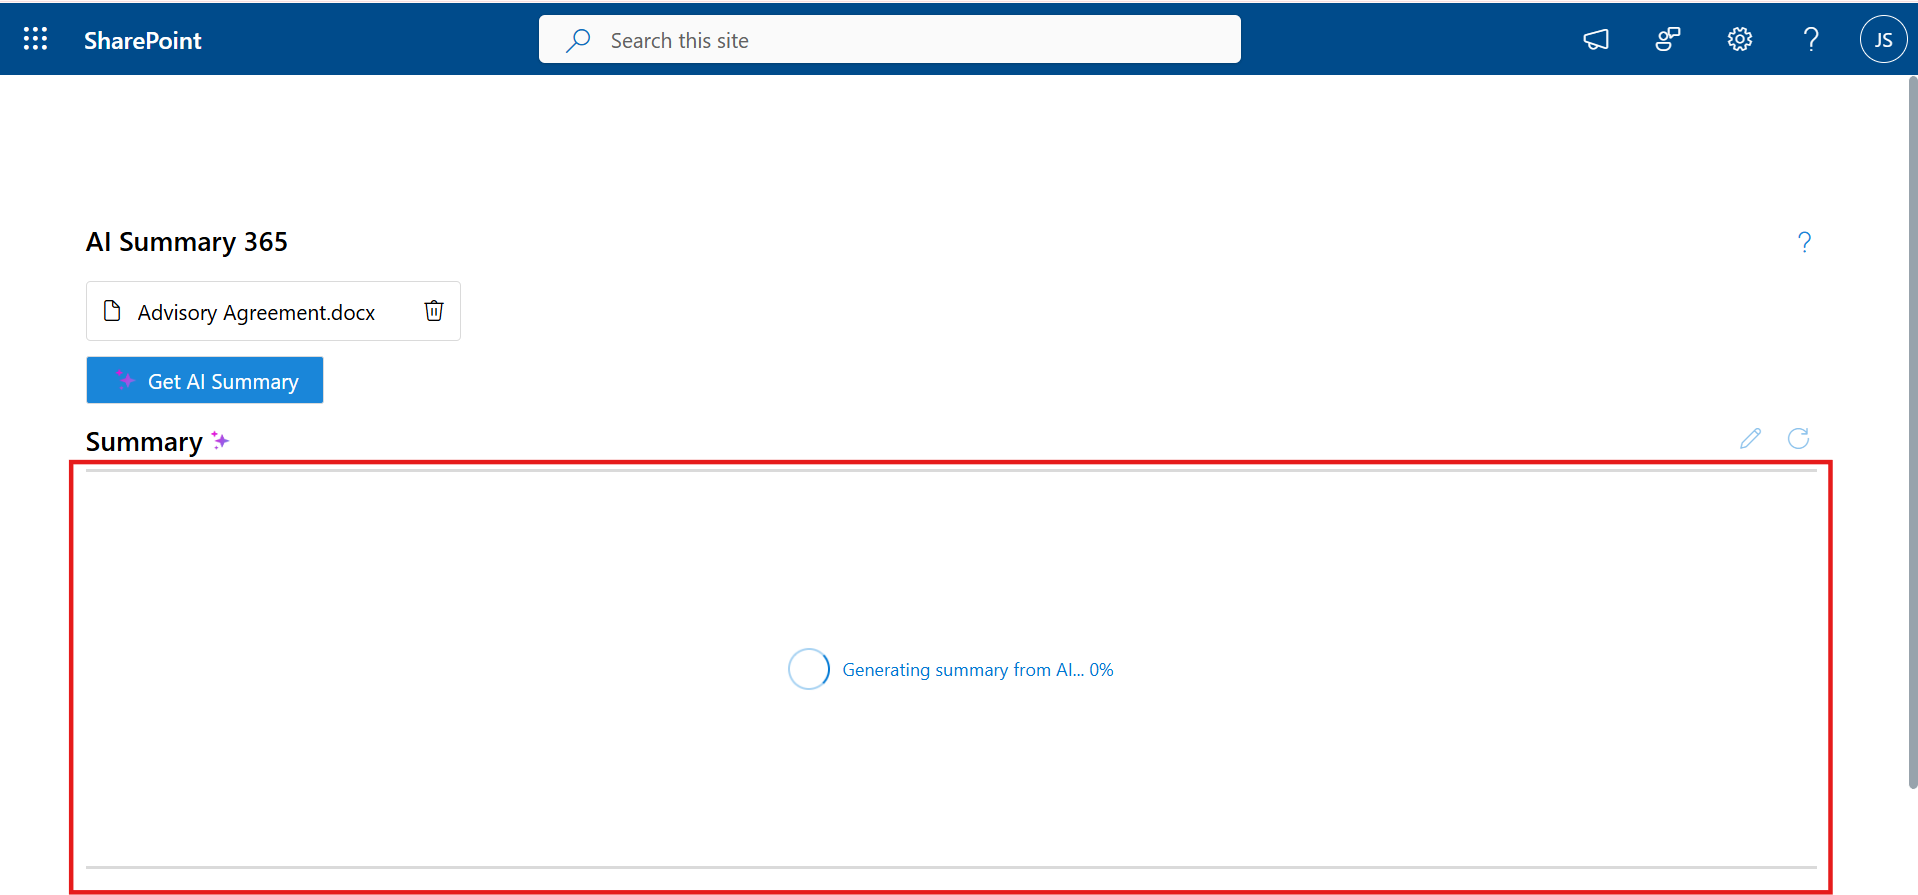 SharePoint
Search this site
?
JS
AI Summary 365
?
Advisory Agreement.docx
Get AI Summary
Summary
Generating summary from AI... 0%